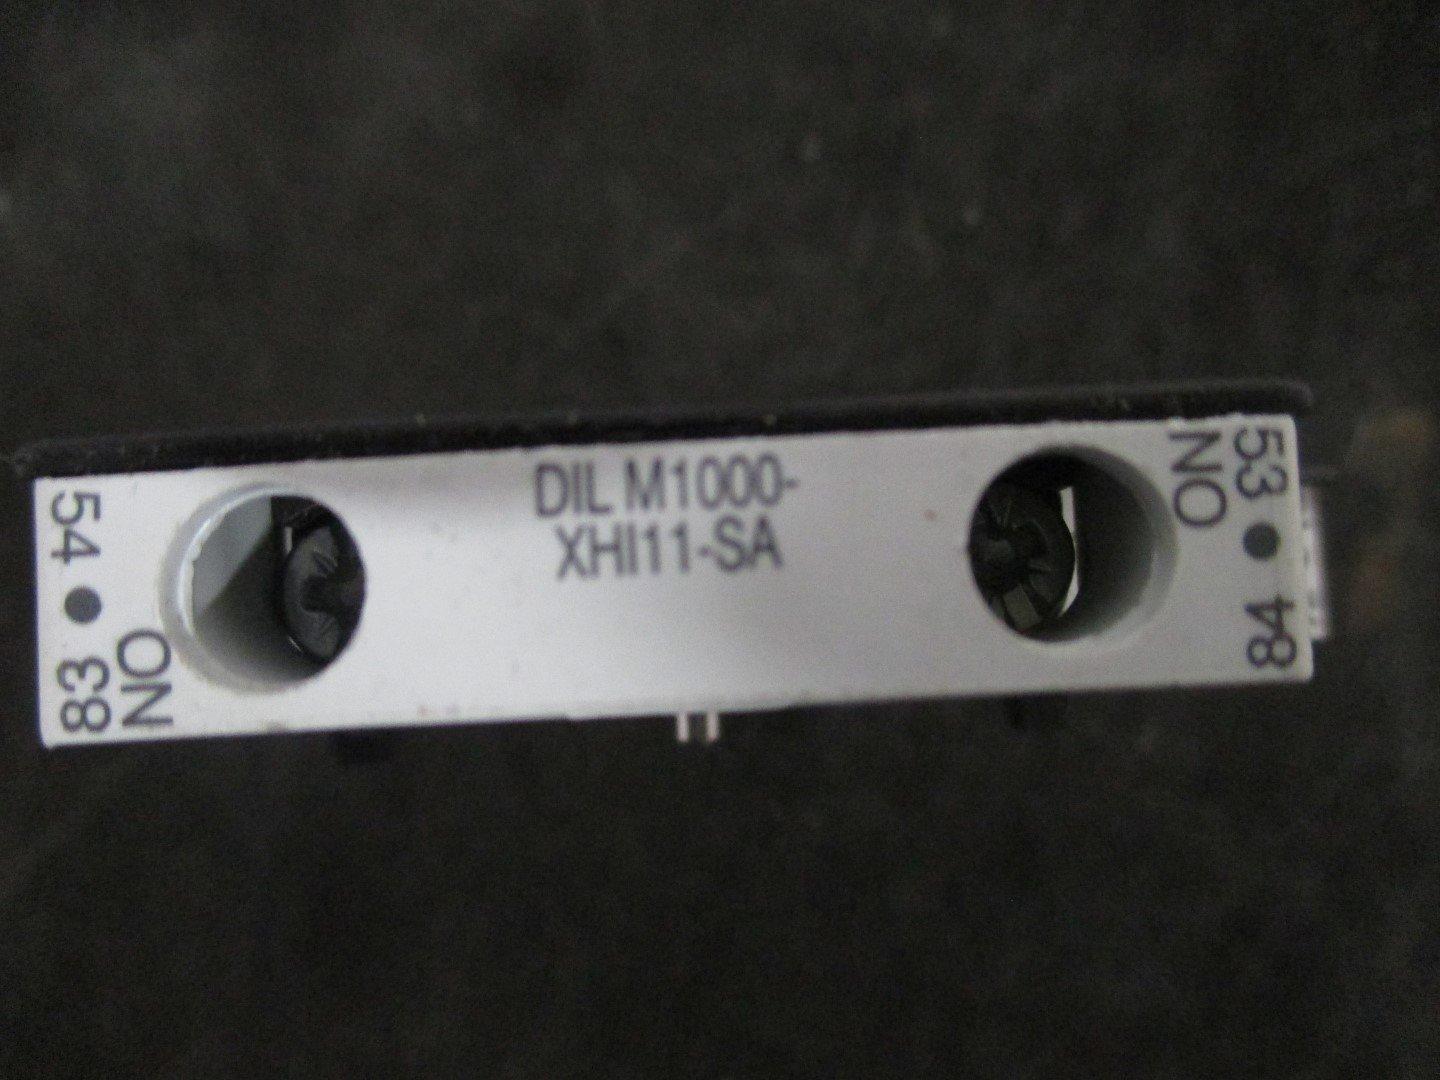 DIL M1000-
XHI11-SA
54 • 83
NO
53 • 84
NO